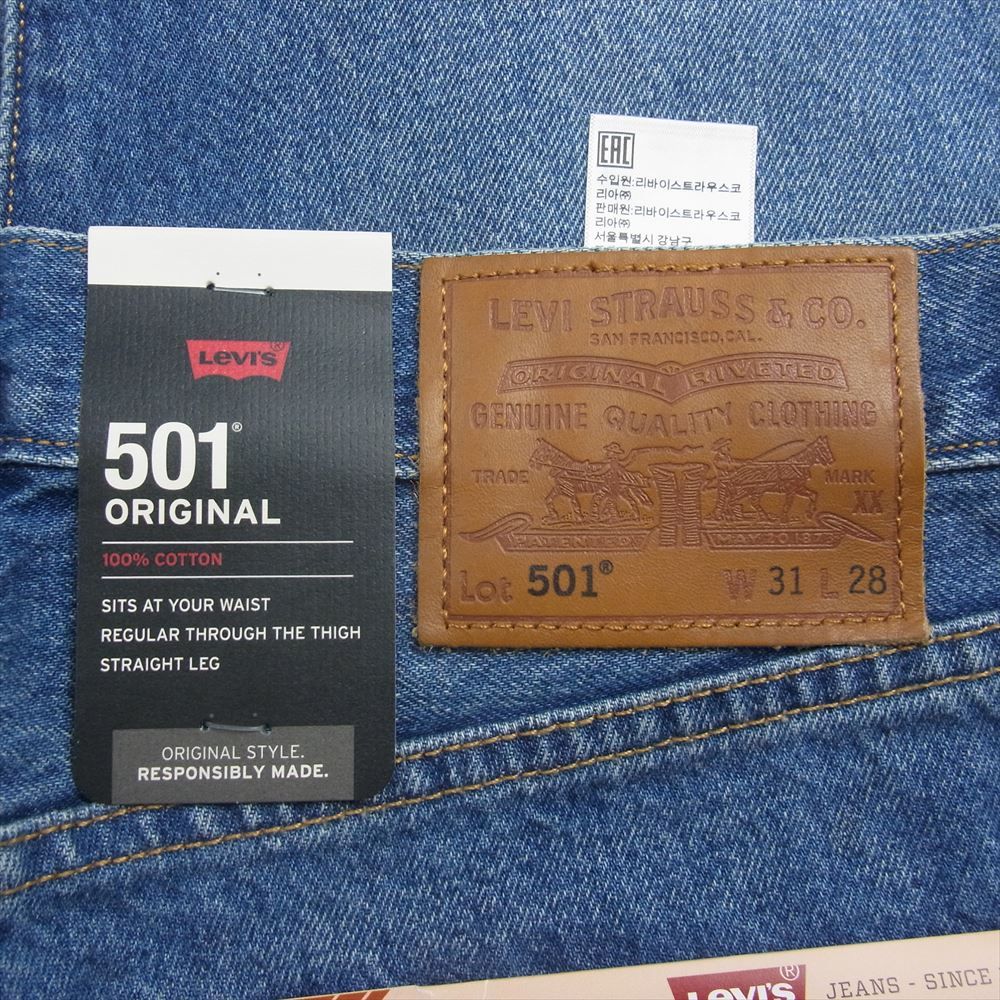 EAC
수입원:리바이스트라우스코
리아㈜
판매원:리바이스트라우스코
리아㈜
서울특별시 강남구
LEVI'S®
501®
ORIGINAL
100% COTTON
SITS AT YOUR WAIST
REGULAR THROUGH THE THIGH
STRAIGHT LEG
ORIGINAL STYLE.
RESPONSIBLY MADE.
LEVI STRAUSS & CO.
SAN FRANCISCO, CAL.
ORIGINAL RIVETED
GENUINE QUALITY CLOTHING
TRADE MARK
XX
PATENTED MAY 20 1873
Lot 501® W 31 L 28
LEVI'S® JEANS - SINCE